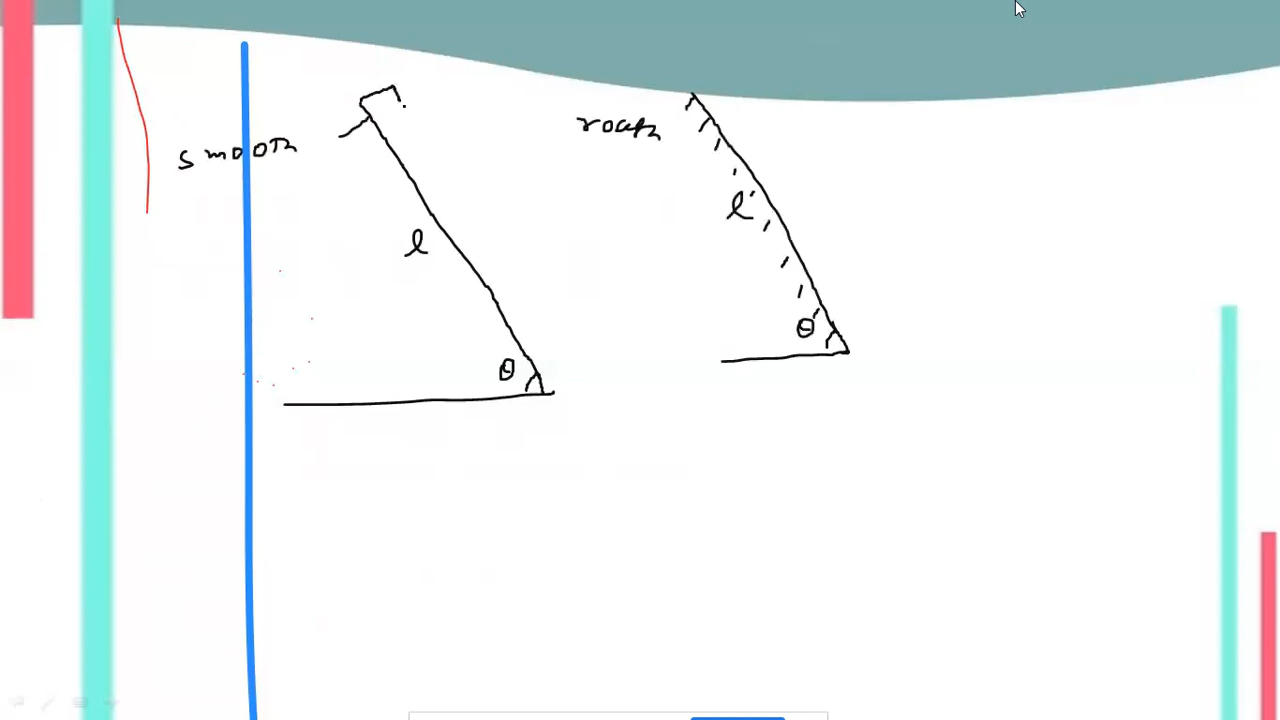 smooth
rough
l
l'
θ
θ'